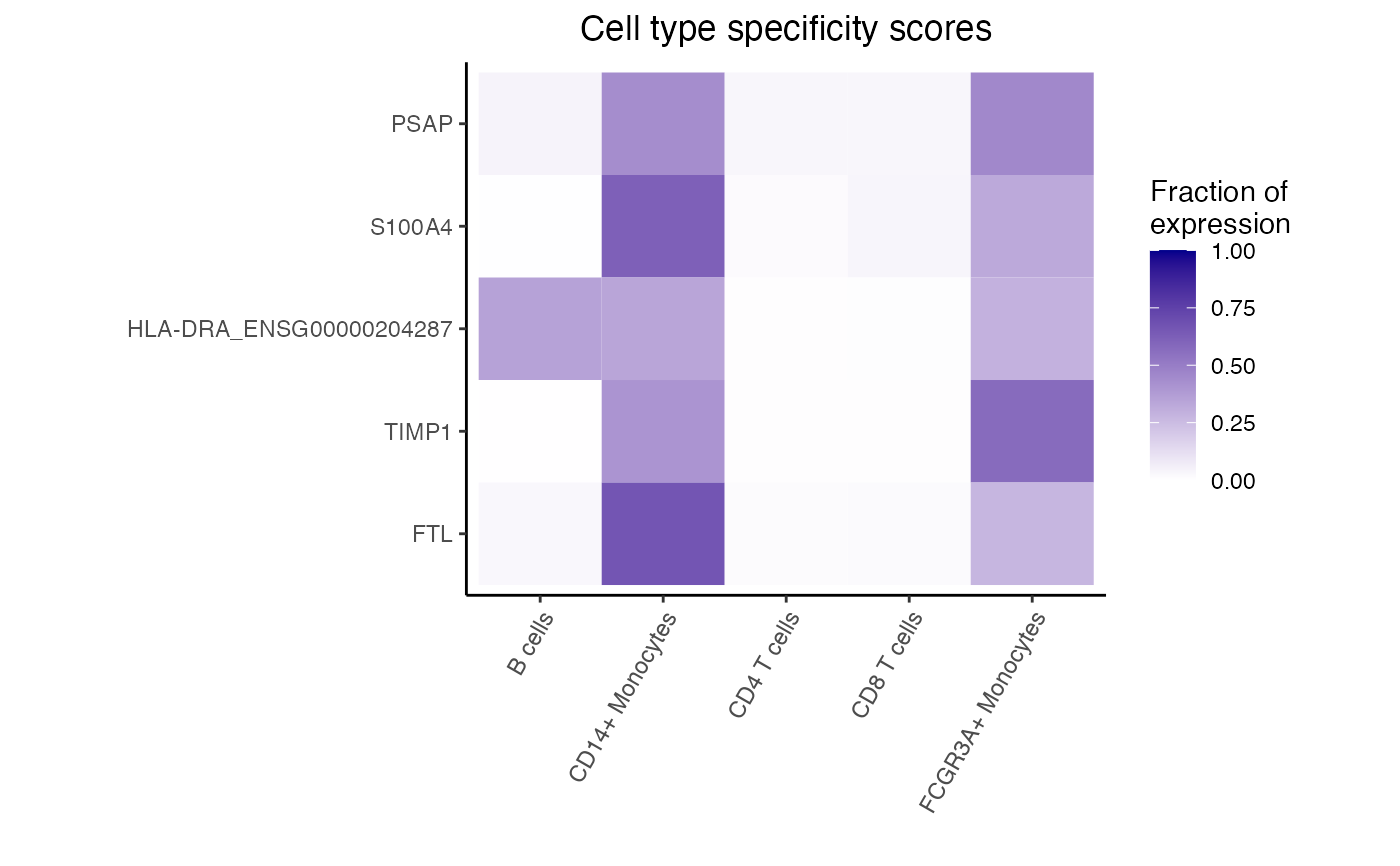 Cell type specificity scores
PSAP
S100A4
HLA-DRA_ENSG00000204287
TIMP1
FTL
B cells
CD14+ Monocytes
CD4 T cells
CD8 T cells
FCGR3A+ Monocytes
Fraction of
expression
1.00
0.75
0.50
0.25
0.00